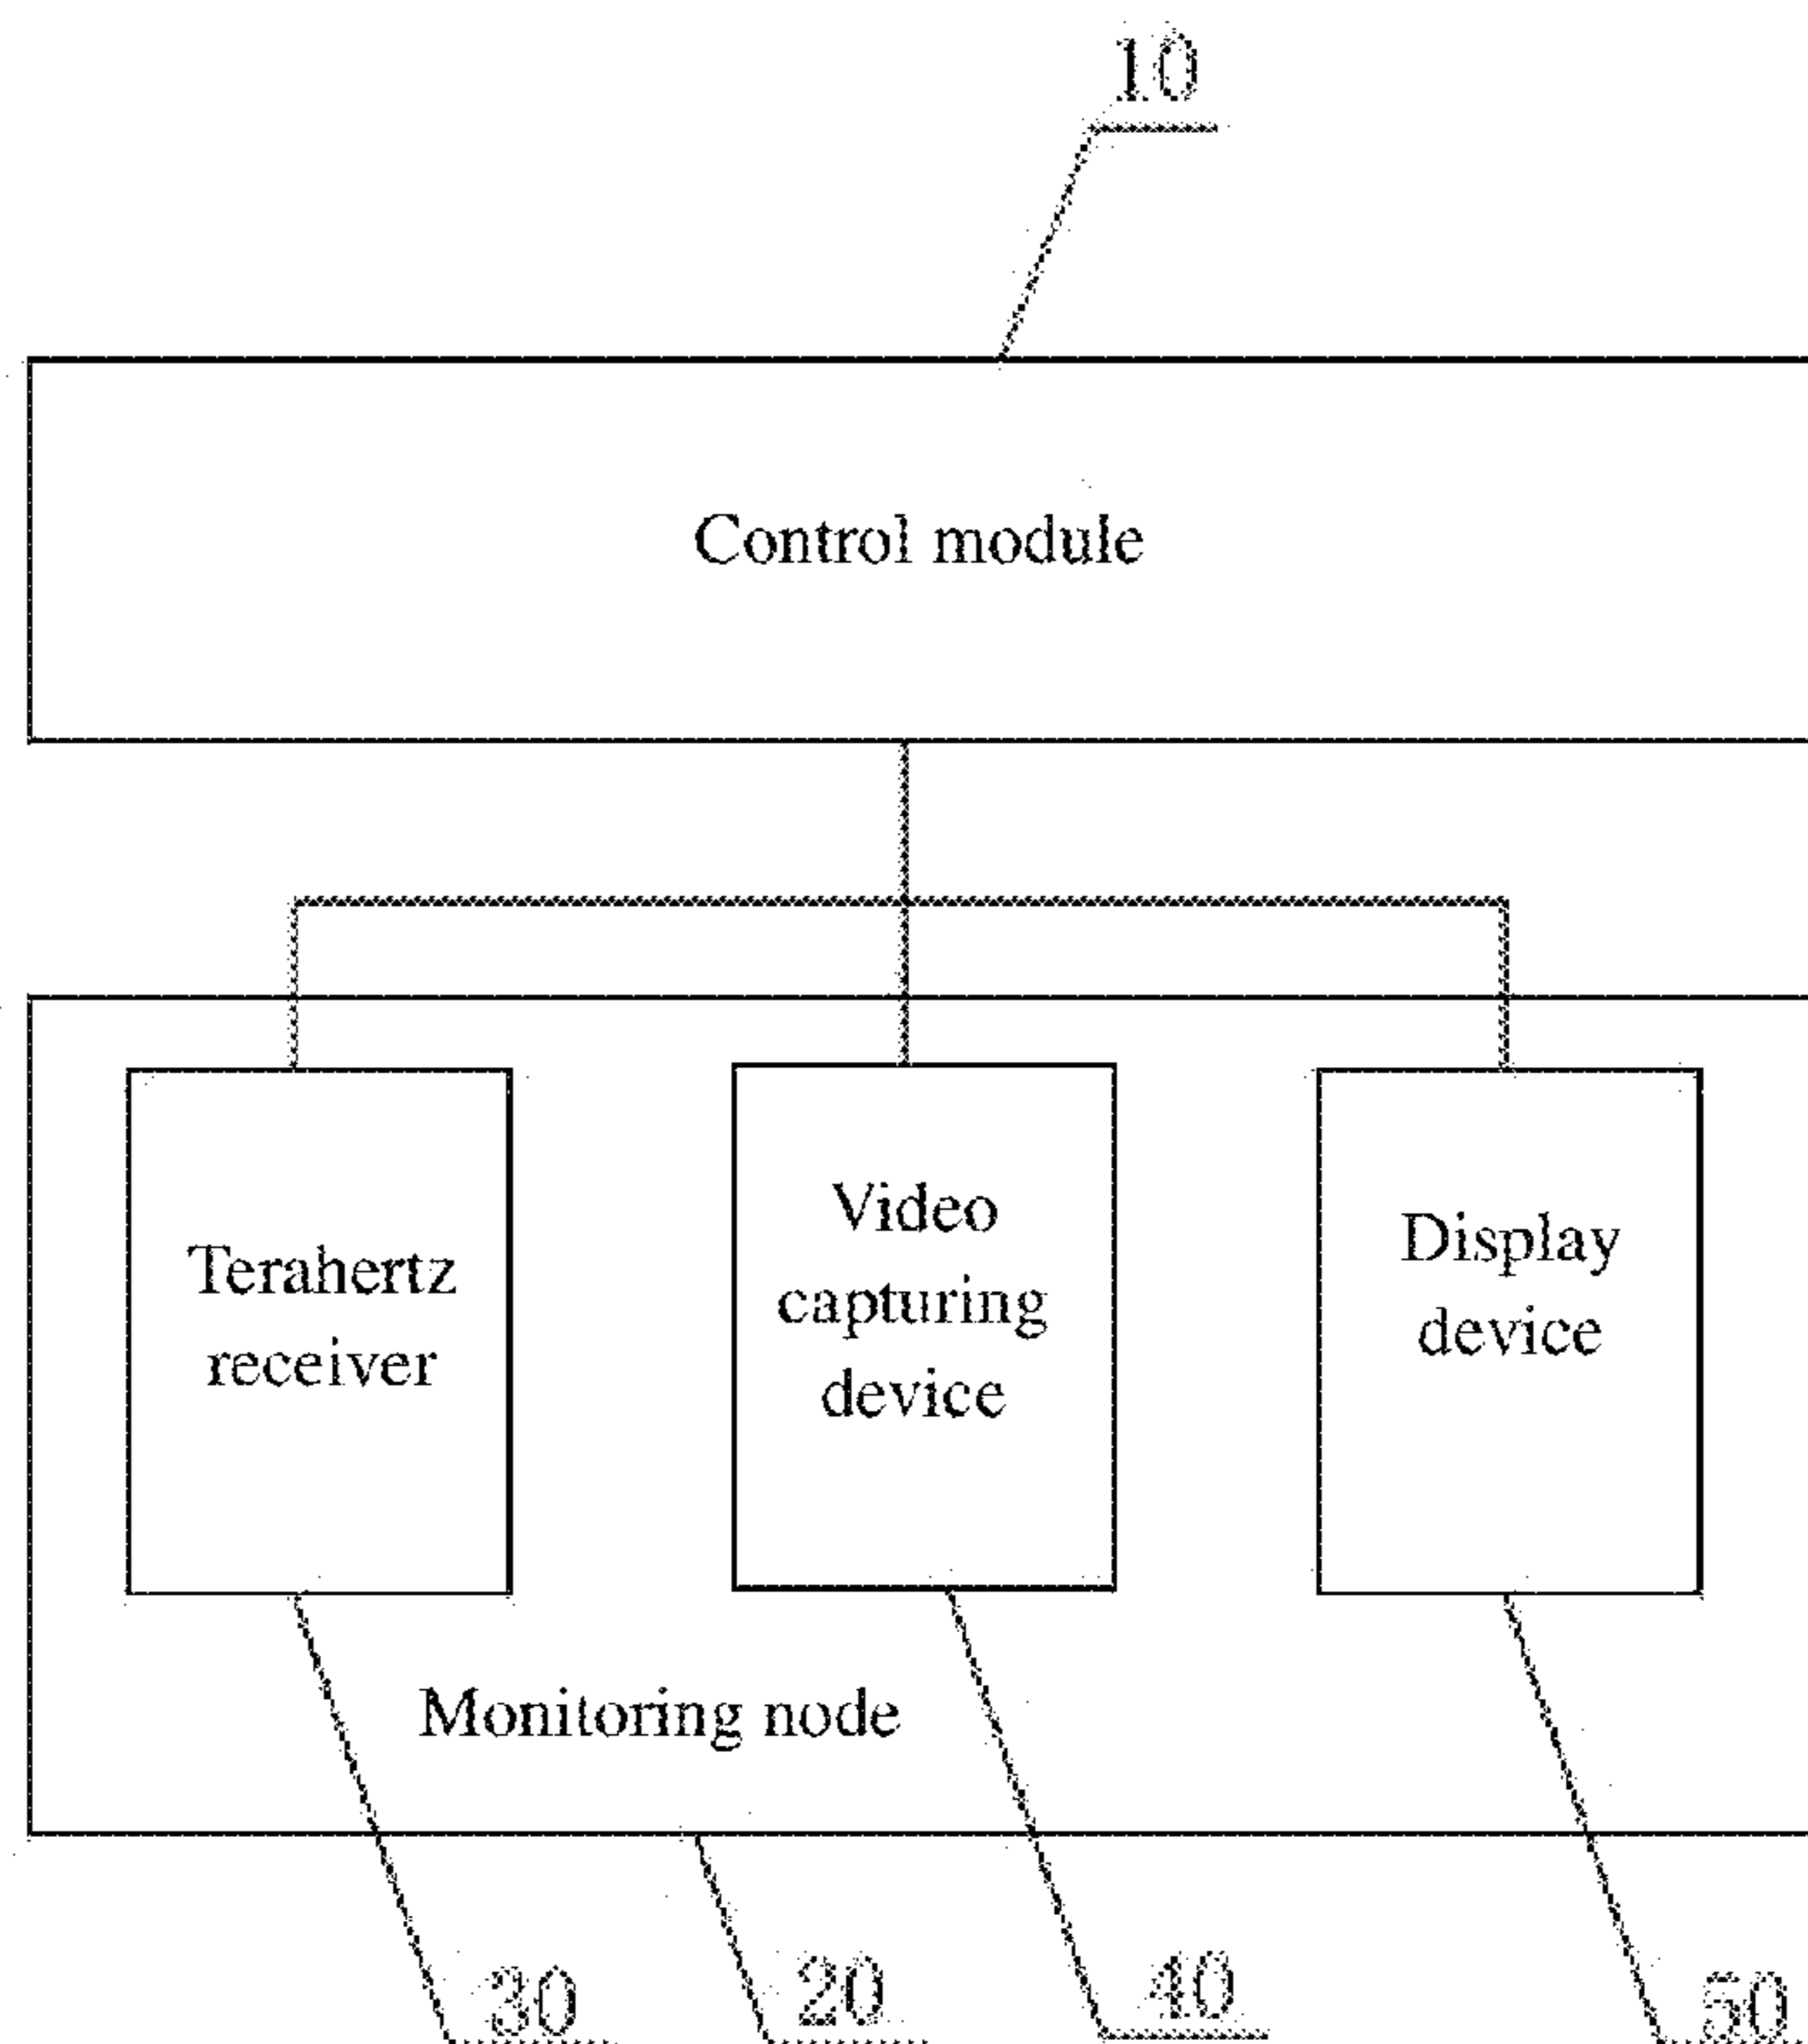 10
Control module
Terahertz
receiver
Video
capturing
device
Display
device
Monitoring node
30
20
40
50